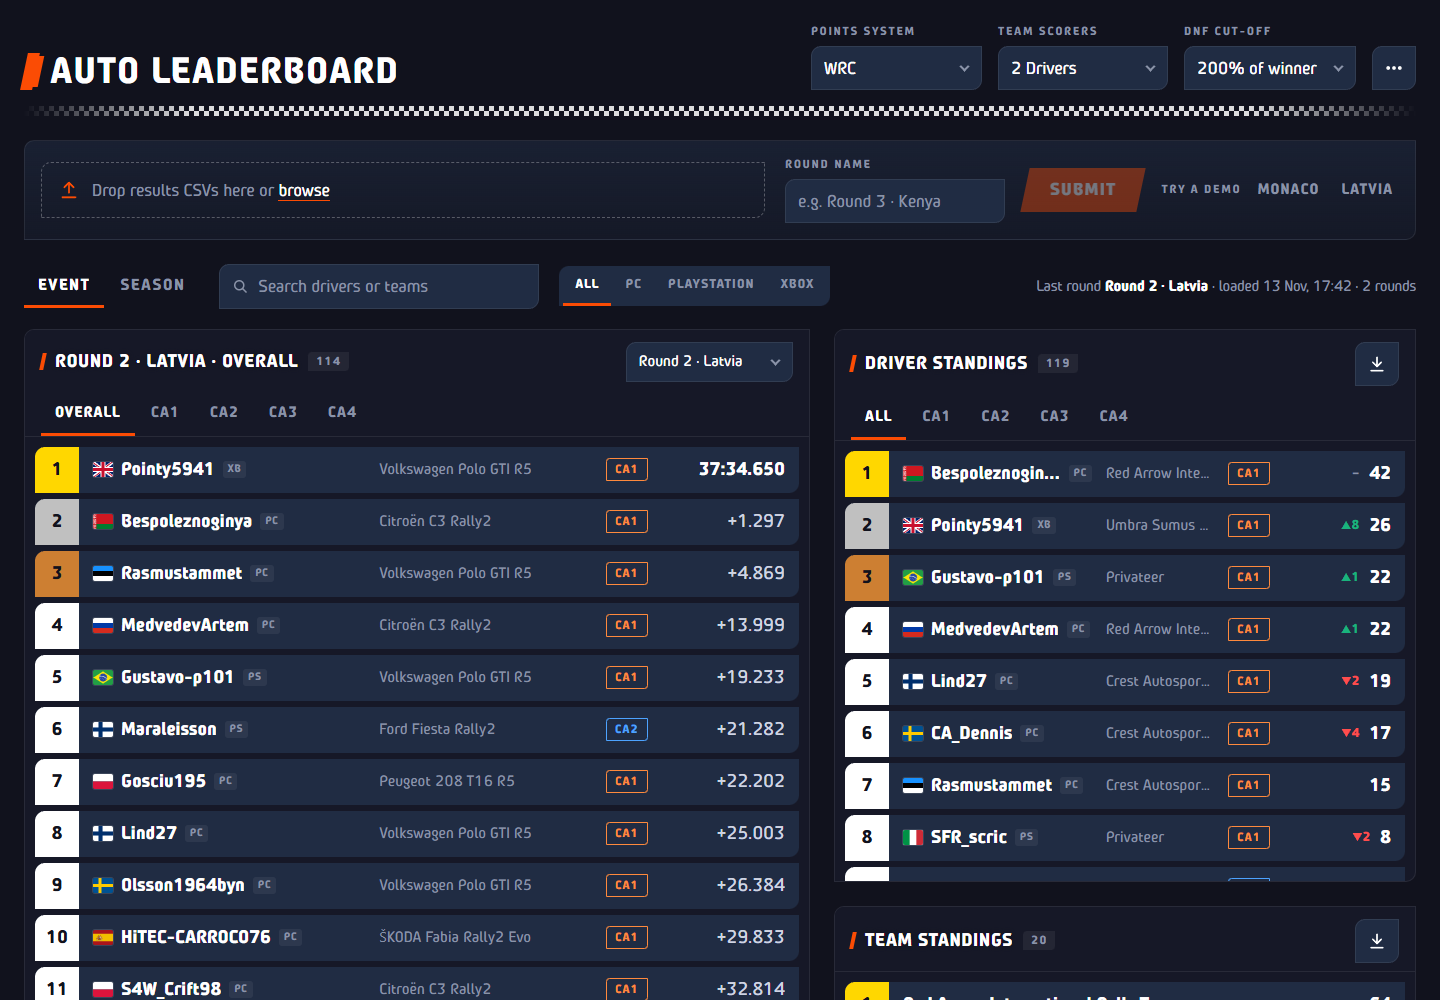 AUTO LEADERBOARD
POINTS SYSTEM
WRC
TEAM SCORERS
2 Drivers
DNF CUT-OFF
200% of winner
Drop results CSVs here or browse
ROUND NAME
e.g. Round 3 · Kenya
SUBMIT
TRY A DEMO MONACO LATVIA
EVENT SEASON
Search drivers or teams
ALL PC PLAYSTATION XBOX
Last round Round 2 · Latvia · loaded 13 Nov, 17:42 · 2 rounds
ROUND 2 · LATVIA · OVERALL 114
Round 2 · Latvia
OVERALL CA1 CA2 CA3 CA4
1 Pointy5941 XB Volkswagen Polo GTI R5 CA1 37:34.650
2 Bespoleznoginya PC Citroën C3 Rally2 CA1 +1.297
3 Rasmustammet PC Volkswagen Polo GTI R5 CA1 +4.869
4 MedvedevArtem PC Citroën C3 Rally2 CA1 +13.999
5 Gustavo-p101 PS Volkswagen Polo GTI R5 CA1 +19.233
6 Maraleisson PS Ford Fiesta Rally2 CA2 +21.282
7 Gosciu195 PC Peugeot 208 T16 R5 CA1 +22.202
8 Lind27 PC Volkswagen Polo GTI R5 CA1 +25.003
9 Olsson1964byn PC Volkswagen Polo GTI R5 CA1 +26.384
10 HiTEC-CARROCO76 PC ŠKODA Fabia Rally2 Evo CA1 +29.833
11 S4W_Crift98 PC Citroën C3 Rally2 CA1 +32.814
DRIVER STANDINGS 119
ALL CA1 CA2 CA3 CA4
1 Bespoleznogin... PC Red Arrow Inte... CA1 – 42
2 Pointy5941 XB Umbra Sumus ... CA1 ▲8 26
3 Gustavo-p101 PS Privateer CA1 ▲1 22
4 MedvedevArtem PC Red Arrow Inte... CA1 ▲1 22
5 Lind27 PC Crest Autospor... CA1 ▼2 19
6 CA_Dennis PC Crest Autospor... CA1 ▼4 17
7 Rasmustammet PC Crest Autospor... CA1 15
8 SFR_scric PS Privateer CA1 ▼2 8
TEAM STANDINGS 20